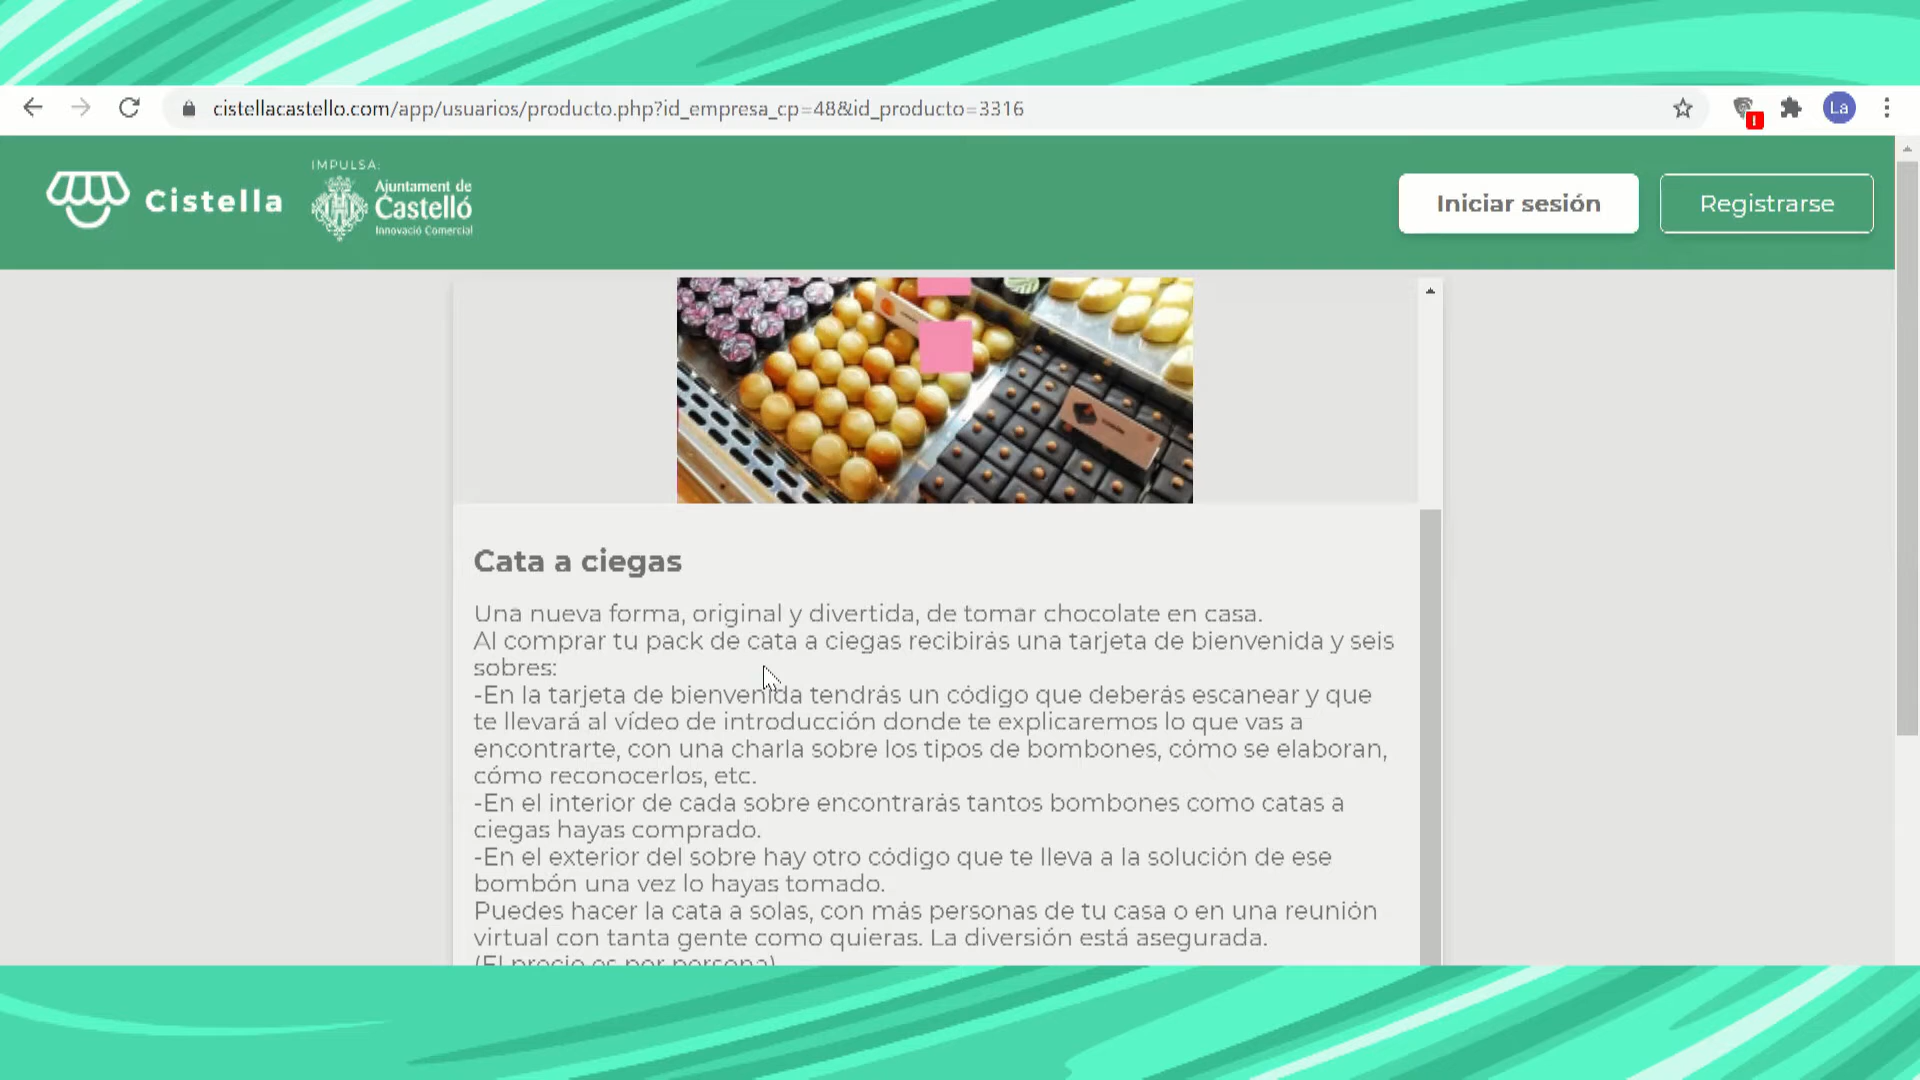 cistellacastello.com/app/usuarios/producto.php?id_empresa_cp=48&id_producto=3316
La
Cistella
IMPULSA:
Ajuntament de
Castelló
Innovació Comercial
Iniciar sesión
Registrarse
Cata a ciegas
Una nueva forma, original y divertida, de tomar chocolate en casa.
Al comprar tu pack de cata a ciegas recibirás una tarjeta de bienvenida y seis
sobres:
-En la tarjeta de bienvenida tendrás un código que deberás escanear y que
te llevará al vídeo de introducción donde te explicaremos lo que vas a
encontrarte, con una charla sobre los tipos de bombones, cómo se elaboran,
cómo reconocerlos, etc.
-En el interior de cada sobre encontrarás tantos bombones como catas a
ciegas hayas comprado.
-En el exterior del sobre hay otro código que te lleva a la solución de ese
bombón una vez lo hayas tomado.
Puedes hacer la cata a solas, con más personas de tu casa o en una reunión
virtual con tanta gente como quieras. La diversión está asegurada.
(El precio es por persona)